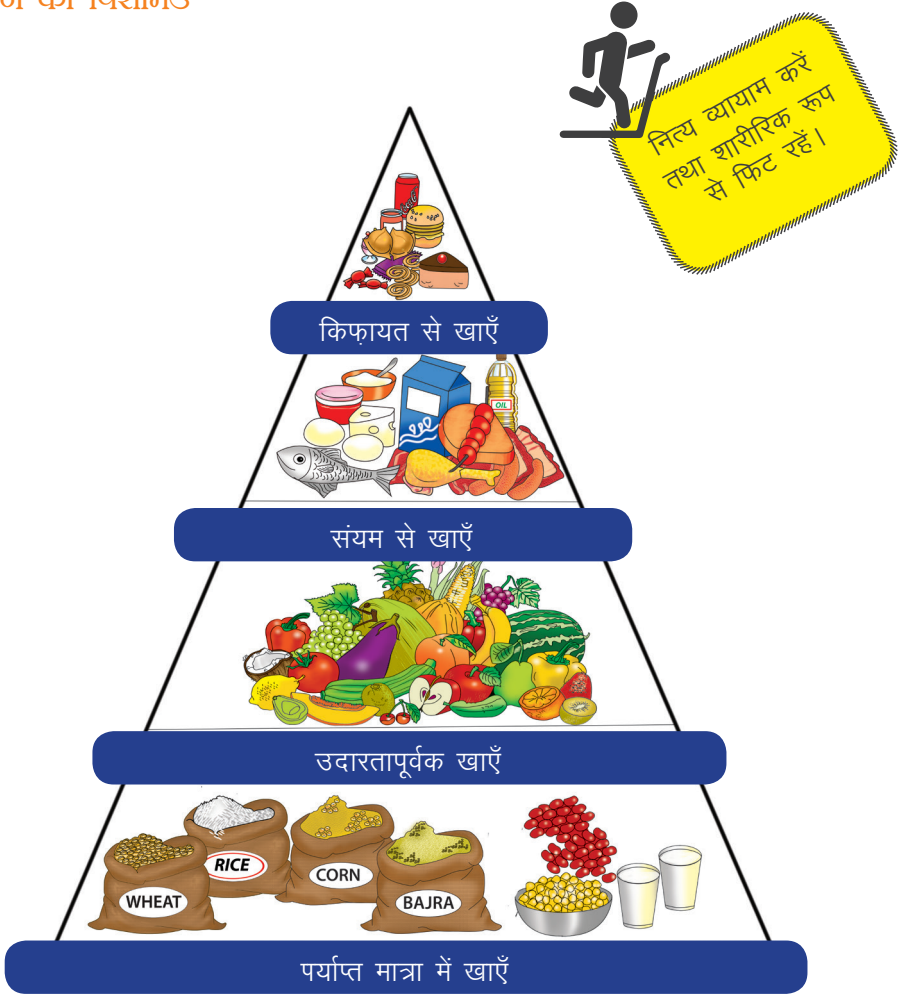 नित्य व्यायाम करें
तथा शारीरिक रूप
से फिट रहें।
किफ़ायत से खाएँ
OIL
संयम से खाएँ
उदारतापूर्वक खाएँ
RICE
CORN
WHEAT
BAJRA
पर्याप्त मात्रा में खाएँ